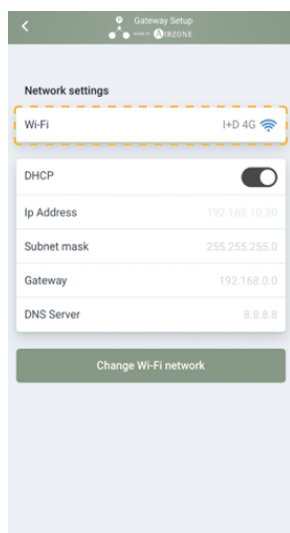 Gateway Setup
AIRZONE
Network settings
Wi-Fi I+D 4G
DHCP
Ip Address 192.168.10.30
Subnet mask 255.255.255.0
Gateway 192.168.0.0
DNS Server 8.8.8.8
Change Wi-Fi network